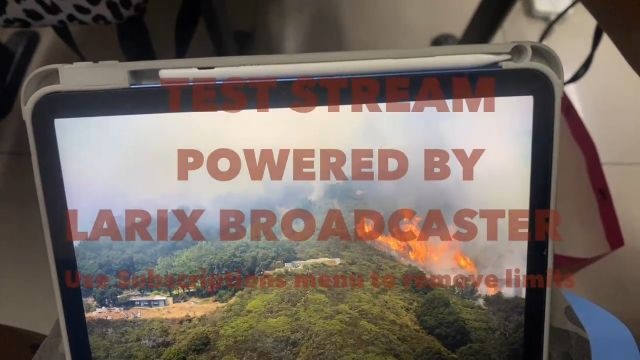 TEST STREAM
POWERED BY
LARIX BROADCASTER
Use Subscriptions menu to remove limits